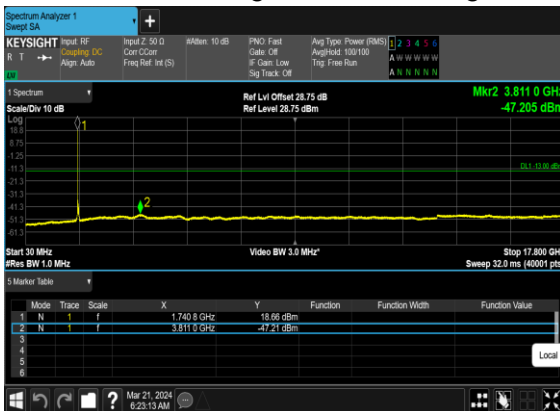 Spectrum Analyzer 1
Swept SA
+
KEYSIGHT Input: RF Input Z: 50 Ω #Atten: 10 dB PNO: Fast Avg Type: Power (RMS) 1 2 3 4 5 6
R T Coupling: DC Corr CCorr Gate: Off Avg|Hold: 100/100 A W W W W W
Align: Auto Freq Ref: Int (S) IF Gain: Low Trig: Free Run
Sig Track: Off A N N N N N
LV
1 Spectrum
Ref Lvl Offset 28.75 dB Mkr2 3.811 0 GHz
Scale/Div 10 dB Ref Level 28.75 dBm -47.205 dBm
Log
18.8
8.75
-1.25
-11.3
-21.3
-31.3
-41.3
-51.3
-61.3
1
2
DL1 -13.00 dBm
Start 30 MHz Video BW 3.0 MHz* Stop 17.800 GHz
#Res BW 1.0 MHz Sweep 32.0 ms (40001 pts)
5 Marker Table
Mode Trace Scale X Y Function Function Width Function Value
1 N 1 f 1.740 8 GHz 18.66 dBm
2 N 1 f 3.811 0 GHz -47.21 dBm
3
4
5
6
Local
? Mar 21, 2024
6:23:13 AM